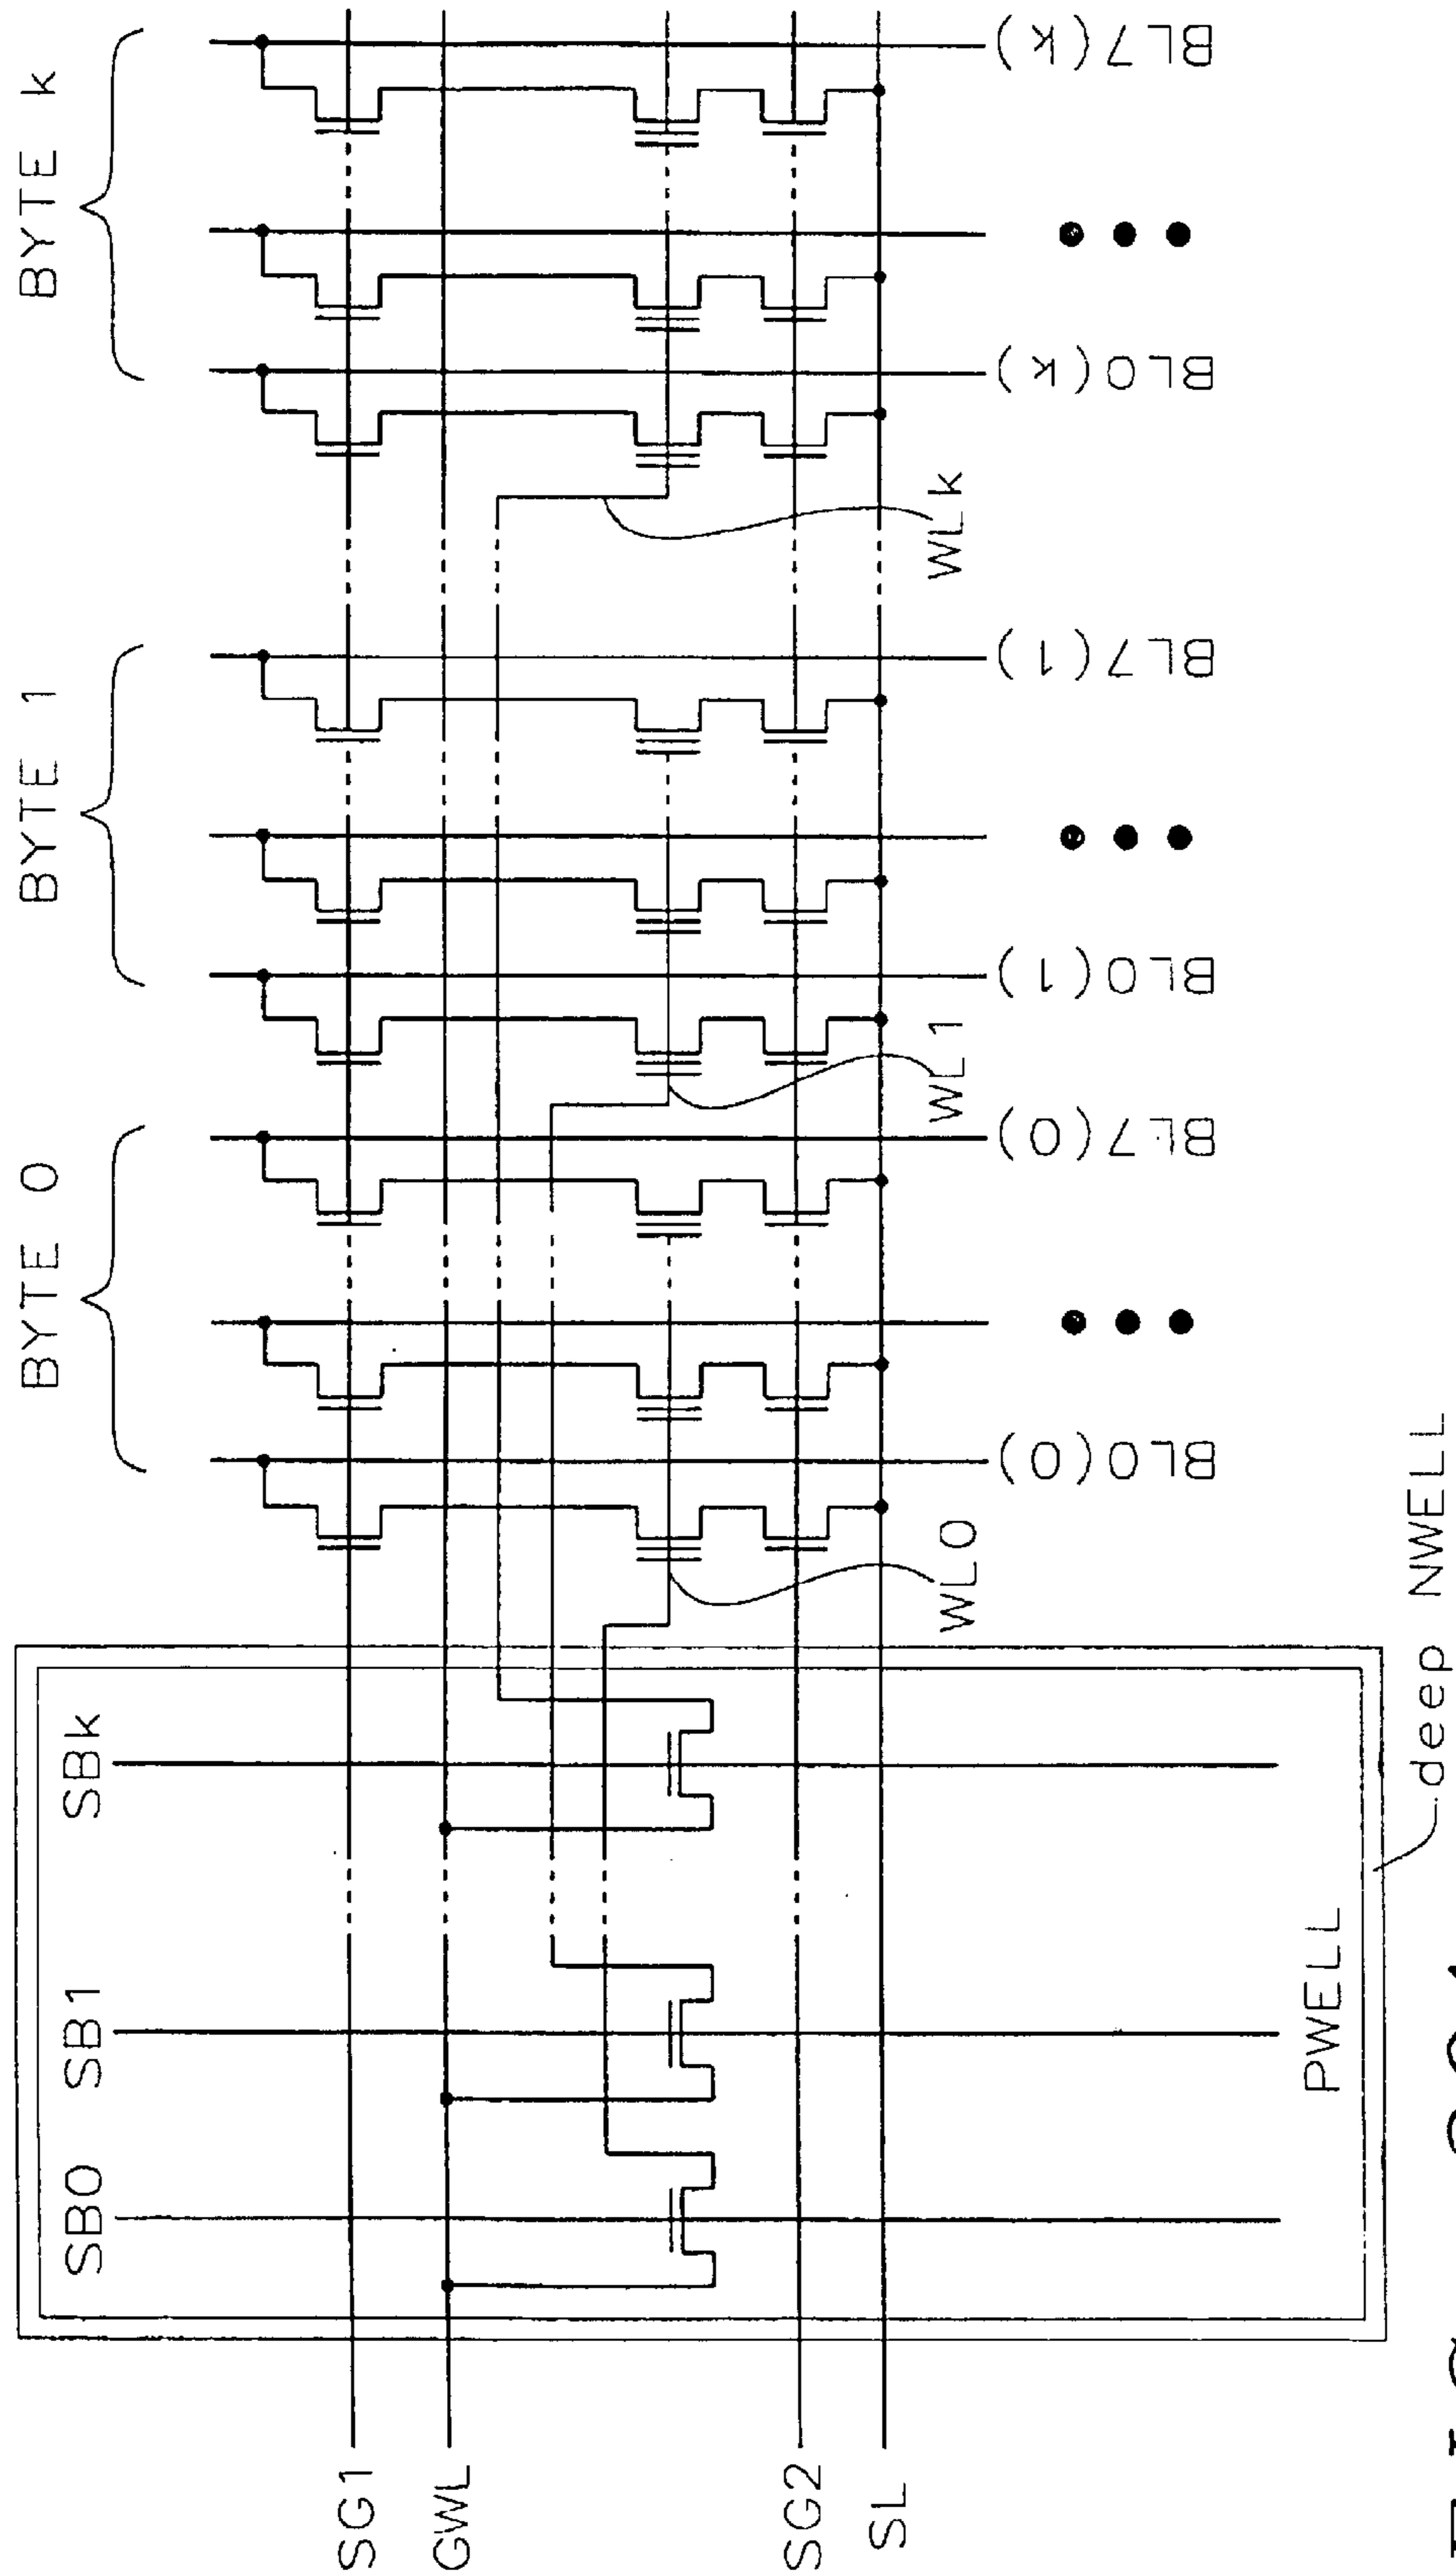 BYTE 0
BYTE 1
BYTE k
SB0
SB1
SBk
SG1
GWL
SG2
SL
WL0
WL1
WLk
BL0(0)
BL7(0)
BL0(1)
BL7(1)
BL0(k)
BL7(k)
PWELL
deep NWELL